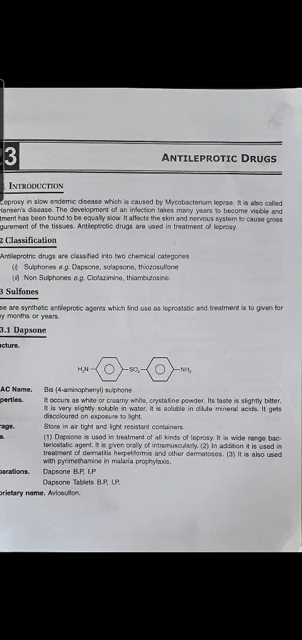 3
ANTILEPROTIC DRUGS
INTRODUCTION
Leprosy in slow endemic disease which is caused by Mycobacterium leprae. It is also called
Hansen's disease. The development of an infection takes many years to become visible and
tment has been found to be equally slow. It affects the skin and nervous system to cause gross
gurement of the tissues. Antileprotic drugs are used in treatment of leprosy.
2 Classification
Antileprotric drugs are classified into two chemical categories
(i) Sulphones e.g. Dapsone, solapsone, thiozosulfone
(ii) Non Sulphones e.g. Clofazimine, thiambutosine.
3 Sulfones
se are synthetic antileprotic agents which find use as leprostatic and treatment is to given for
y months or years.
3.1 Dapsone
cture.
H₂N SO₂ NH₂
AC Name. Bis (4-aminophenyl) sulphone
perties. It occurs as white or creamy white, crystalline powder. Its taste is slightly bitter.
It is very slightly soluble in water. It is soluble in dilute mineral acids. It gets
discoloured on exposure to light.
rage. Store in air tight and light resistant containers.
s. (1) Dapsone is used in treatment of all kinds of leprosy. It is wide range bac-
teriostatic agent. It is given orally of intramuscularly. (2) In addition it is used in
treatment of dermatitis herpetiformis and other dermatoses. (3) It is also used
with pyrimethamine in malaria prophylaxis.
parations. Dapsone B.P, I.P
Dapsone Tablets B.P, I.P.
prietary name. Avlosulfon.